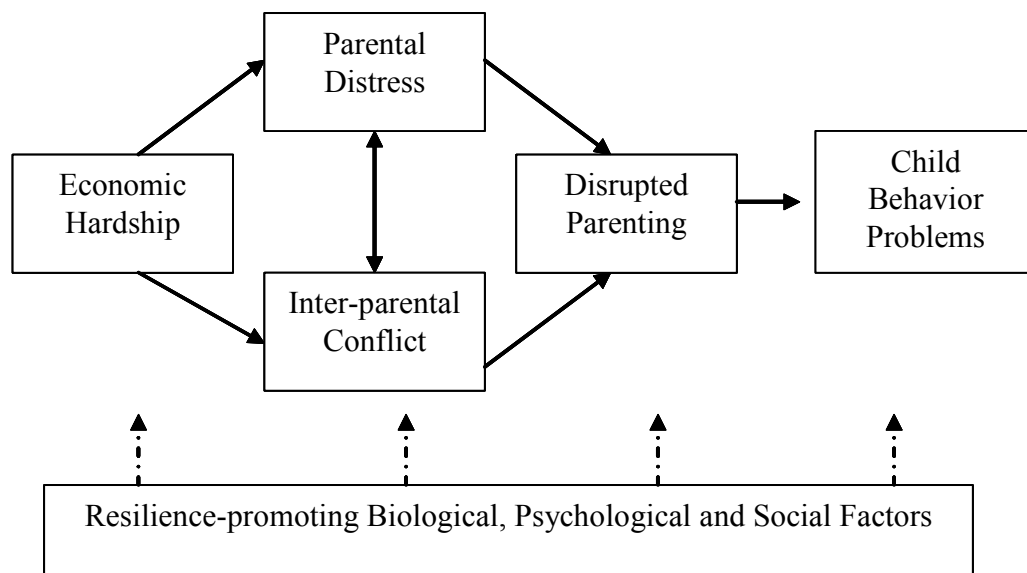 Parental
Distress
Economic
Hardship
Inter-parental
Conflict
Disrupted
Parenting
Child
Behavior
Problems
Resilience-promoting Biological, Psychological and Social Factors